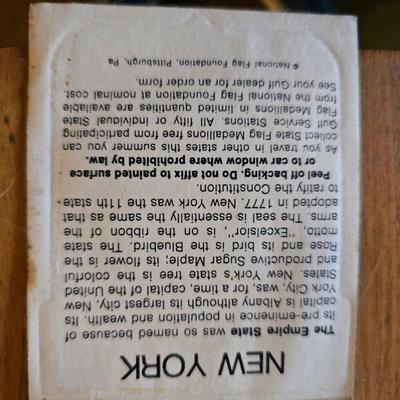 NEW YORK
The Empire State was so named because of
its pre-eminence in population and wealth. Its
capital is Albany although its largest city, New
York City, was, for a time, capital of the United
States. New York's state tree is the colorful
and productive Sugar Maple; its flower is the
Rose and its bird is the Bluebird. The state
motto, "Excelsior", is on the ribbon of the
arms. The seal is essentially the same as that
adopted in 1777. New York was the 11th state
to ratify the Constitution.
Peel off backing. Do not affix to painted surface
or to car window where prohibited by law.
As you travel in other states this summer you can
collect State Flag Medallions free from participating
Gulf Service Stations. All fifty or individual State
Flag Medallions in limited quantities are available
from the National Flag Foundation at nominal cost.
See your Gulf dealer for an order form.
© National Flag Foundation, Pittsburgh, Pa